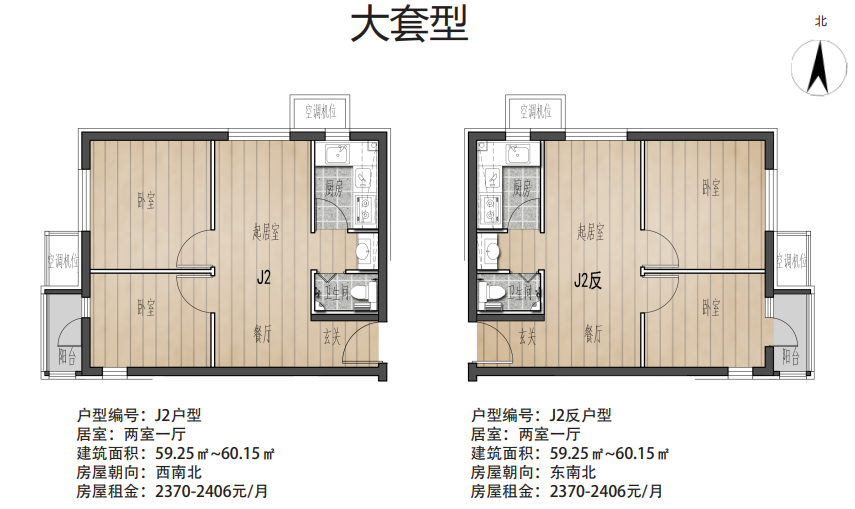 大套型
北
空调机位
空调机位
卧室
厨房
起居室
空调机位
J2
卧室
卫生间
餐厅
玄关
阳台
厨房
卧室
起居室
空调机位
J2反
卫生间
卧室
玄关
餐厅
阳台
户型编号：J2户型
居室：两室一厅
建筑面积：59.25㎡~60.15㎡
房屋朝向：西南北
房屋租金：2370-2406元/月
户型编号：J2反户型
居室：两室一厅
建筑面积：59.25㎡~60.15㎡
房屋朝向：东南北
房屋租金：2370-2406元/月